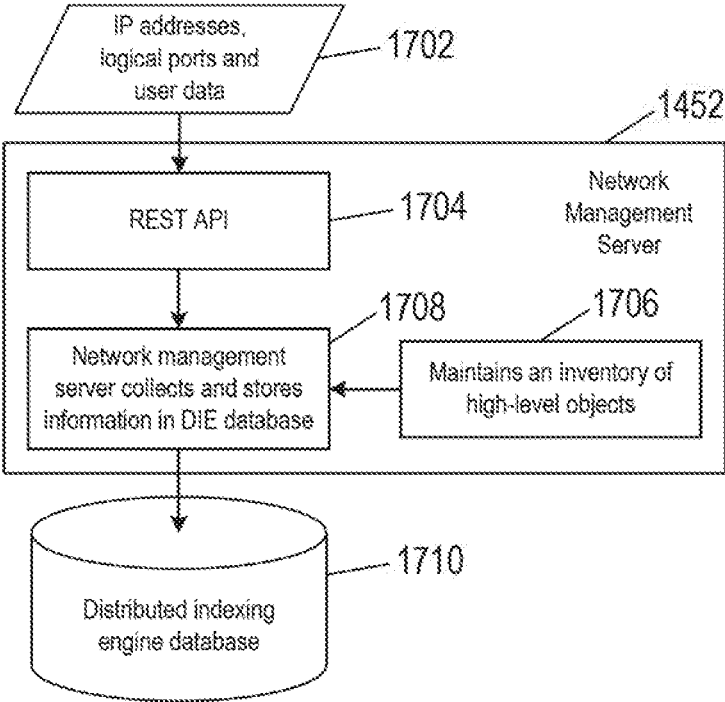 IP addresses,
logical ports and
user data
1702
1452
Network
Management
Server
REST API
1704
1708
1706
Network management
server collects and stores
information in DIE database
Maintains an inventory of
high-level objects
1710
Distributed indexing
engine database